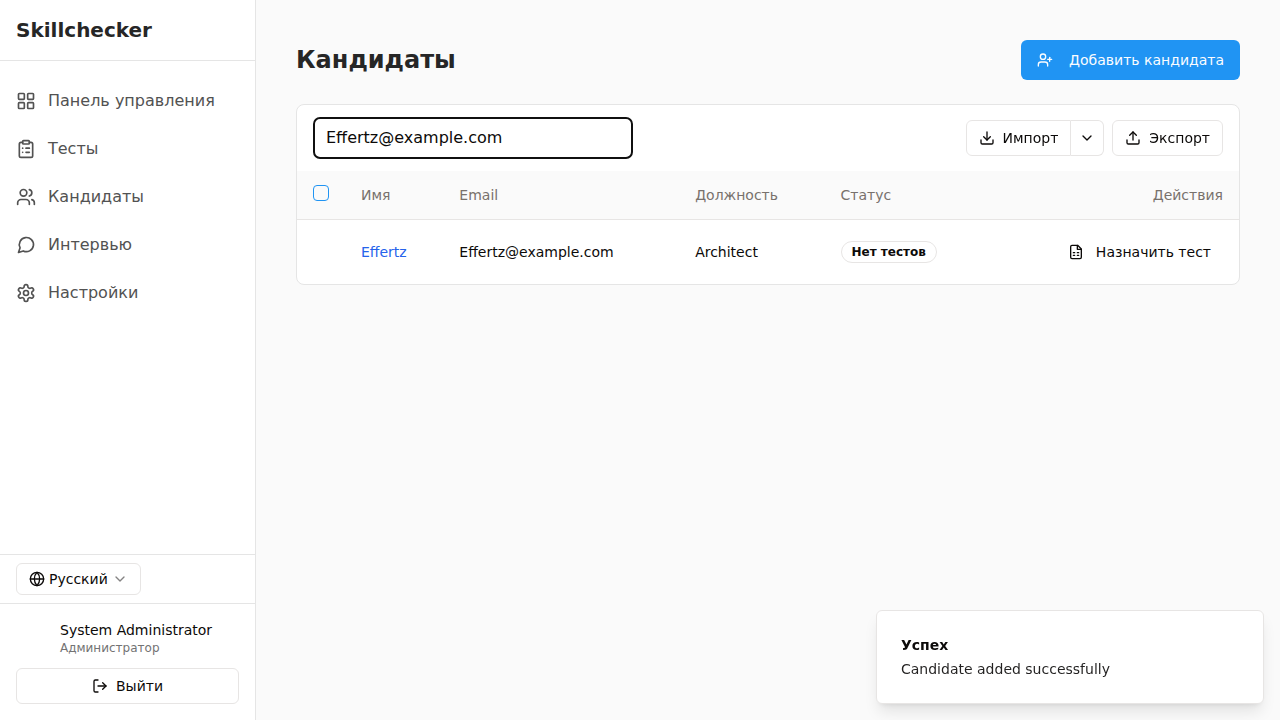 Skillchecker
Панель управления
Тесты
Кандидаты
Интервью
Настройки
Русский
System Administrator
Администратор
Выйти
Кандидаты
Добавить кандидата
Effertz@example.com
Импорт
Экспорт
Имя Email Должность Статус Действия
Effertz Effertz@example.com Architect Нет тестов Назначить тест
Успех
Candidate added successfully